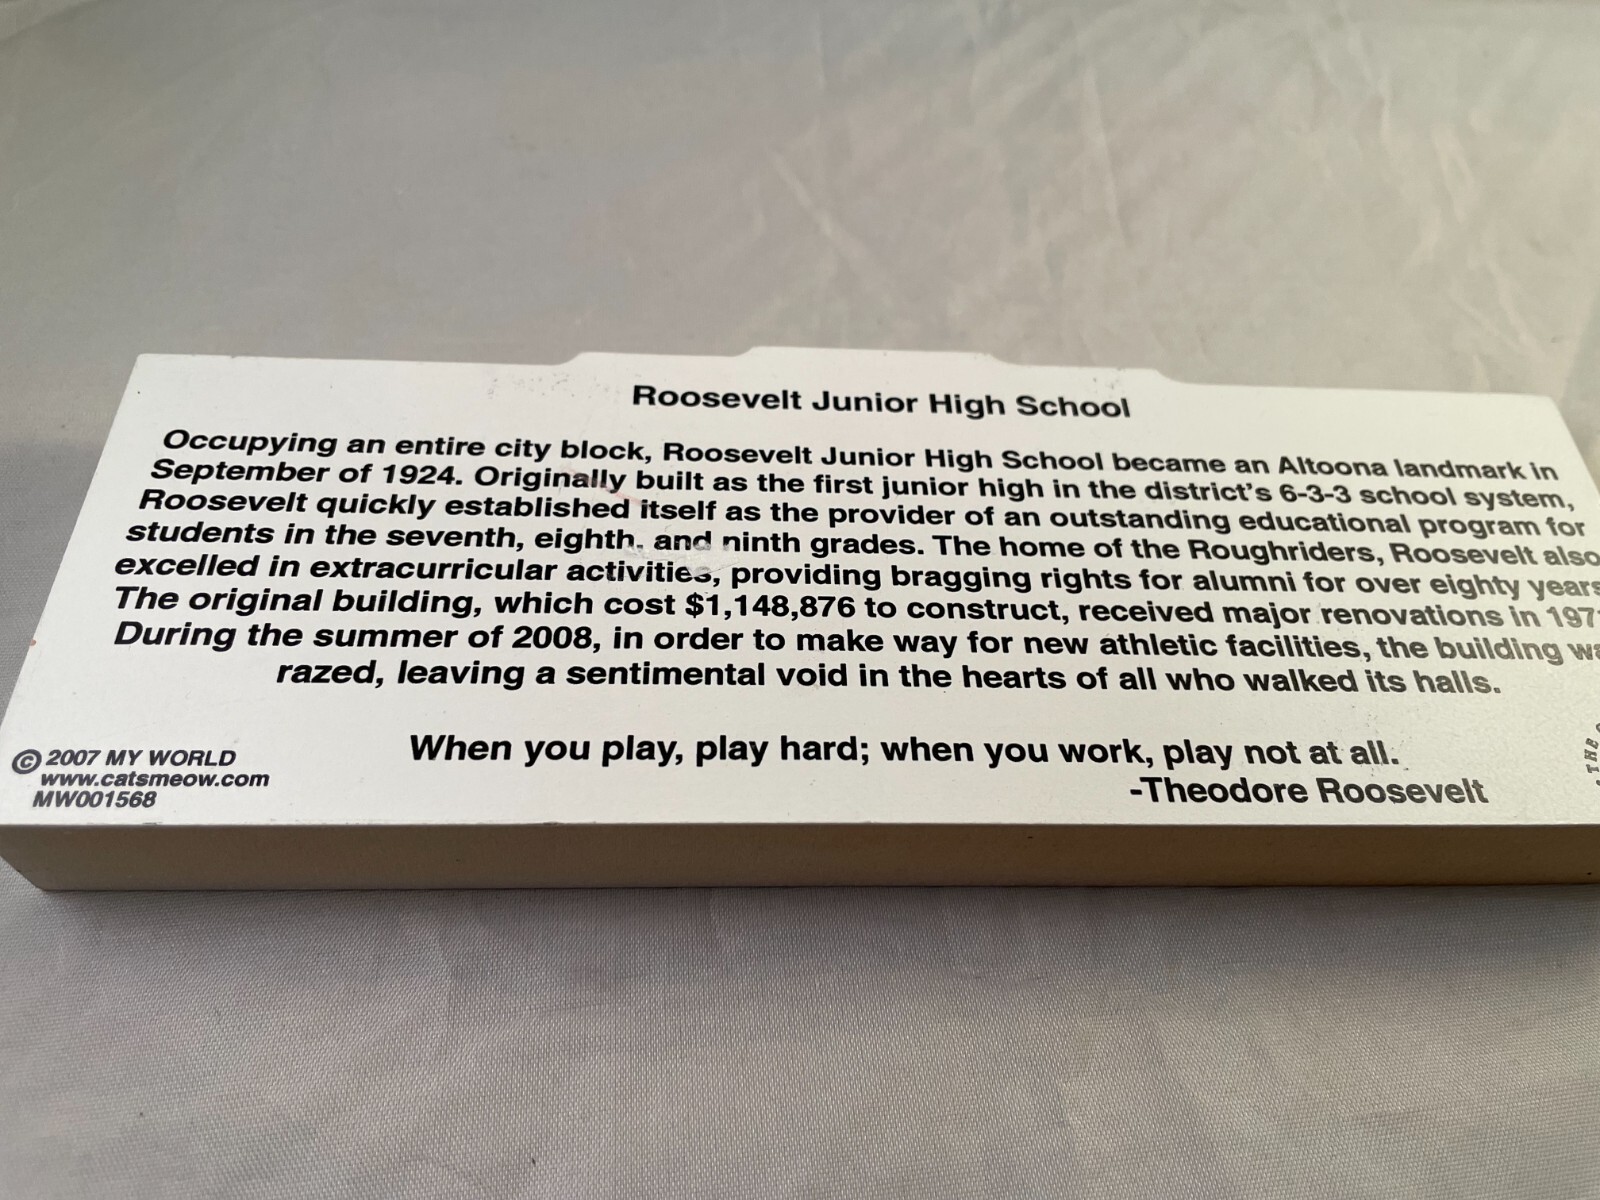 Roosevelt Junior High School
Occupying an entire city block, Roosevelt Junior High School became an Altoona landmark in
September of 1924. Originally built as the first junior high in the district's 6-3-3 school system,
Roosevelt quickly established itself as the provider of an outstanding educational program for
students in the seventh, eighth, and ninth grades. The home of the Roughriders, Roosevelt also
excelled in extracurricular activities, providing bragging rights for alumni for over eighty years
The original building, which cost $1,148,876 to construct, received major renovations in
During the summer of 2008, in order to make way for new athletic facilities, the building
razed, leaving a sentimental void in the hearts of all who walked its halls.
When you play, play hard; when you work, play not at all.
-Theodore Roosevelt
© 2007 MY WORLD
www.catsmeow.com
MW001568
THE